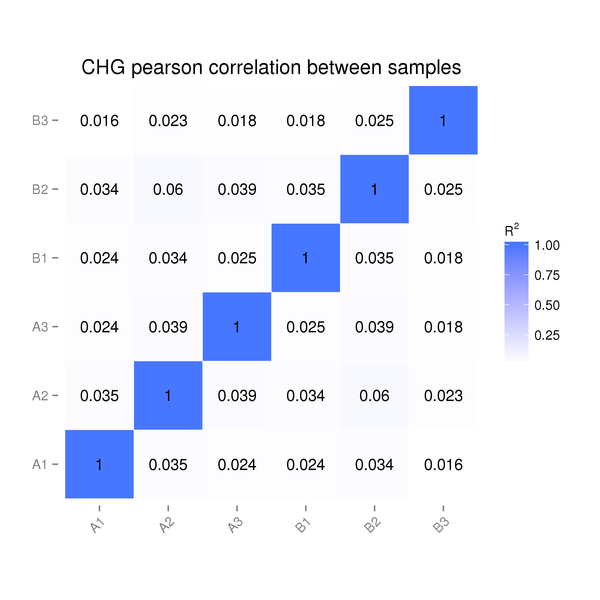 CHG pearson correlation between samples
B3 0.016 0.023 0.018 0.018 0.025 1
B2 0.034 0.06 0.039 0.035 1 0.025
B1 0.024 0.034 0.025 1 0.035 0.018
A3 0.024 0.039 1 0.025 0.039 0.018
A2 0.035 1 0.039 0.034 0.06 0.023
A1 1 0.035 0.024 0.024 0.034 0.016
A1 A2 A3 B1 B2 B3
R²
1.00
0.75
0.50
0.25